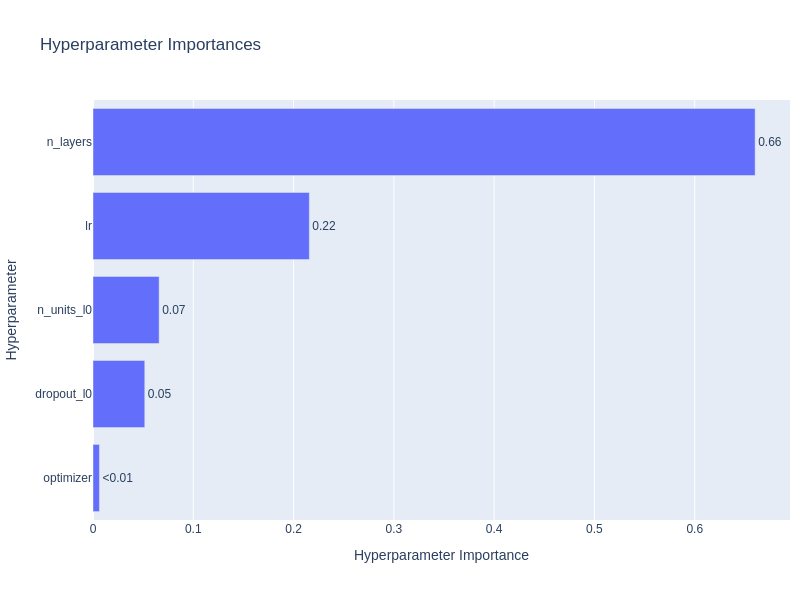 Hyperparameter Importances
Hyperparameter
n_layers 0.66
lr 0.22
n_units_l0 0.07
dropout_l0 0.05
optimizer <0.01
0 0.1 0.2 0.3 0.4 0.5 0.6
Hyperparameter Importance